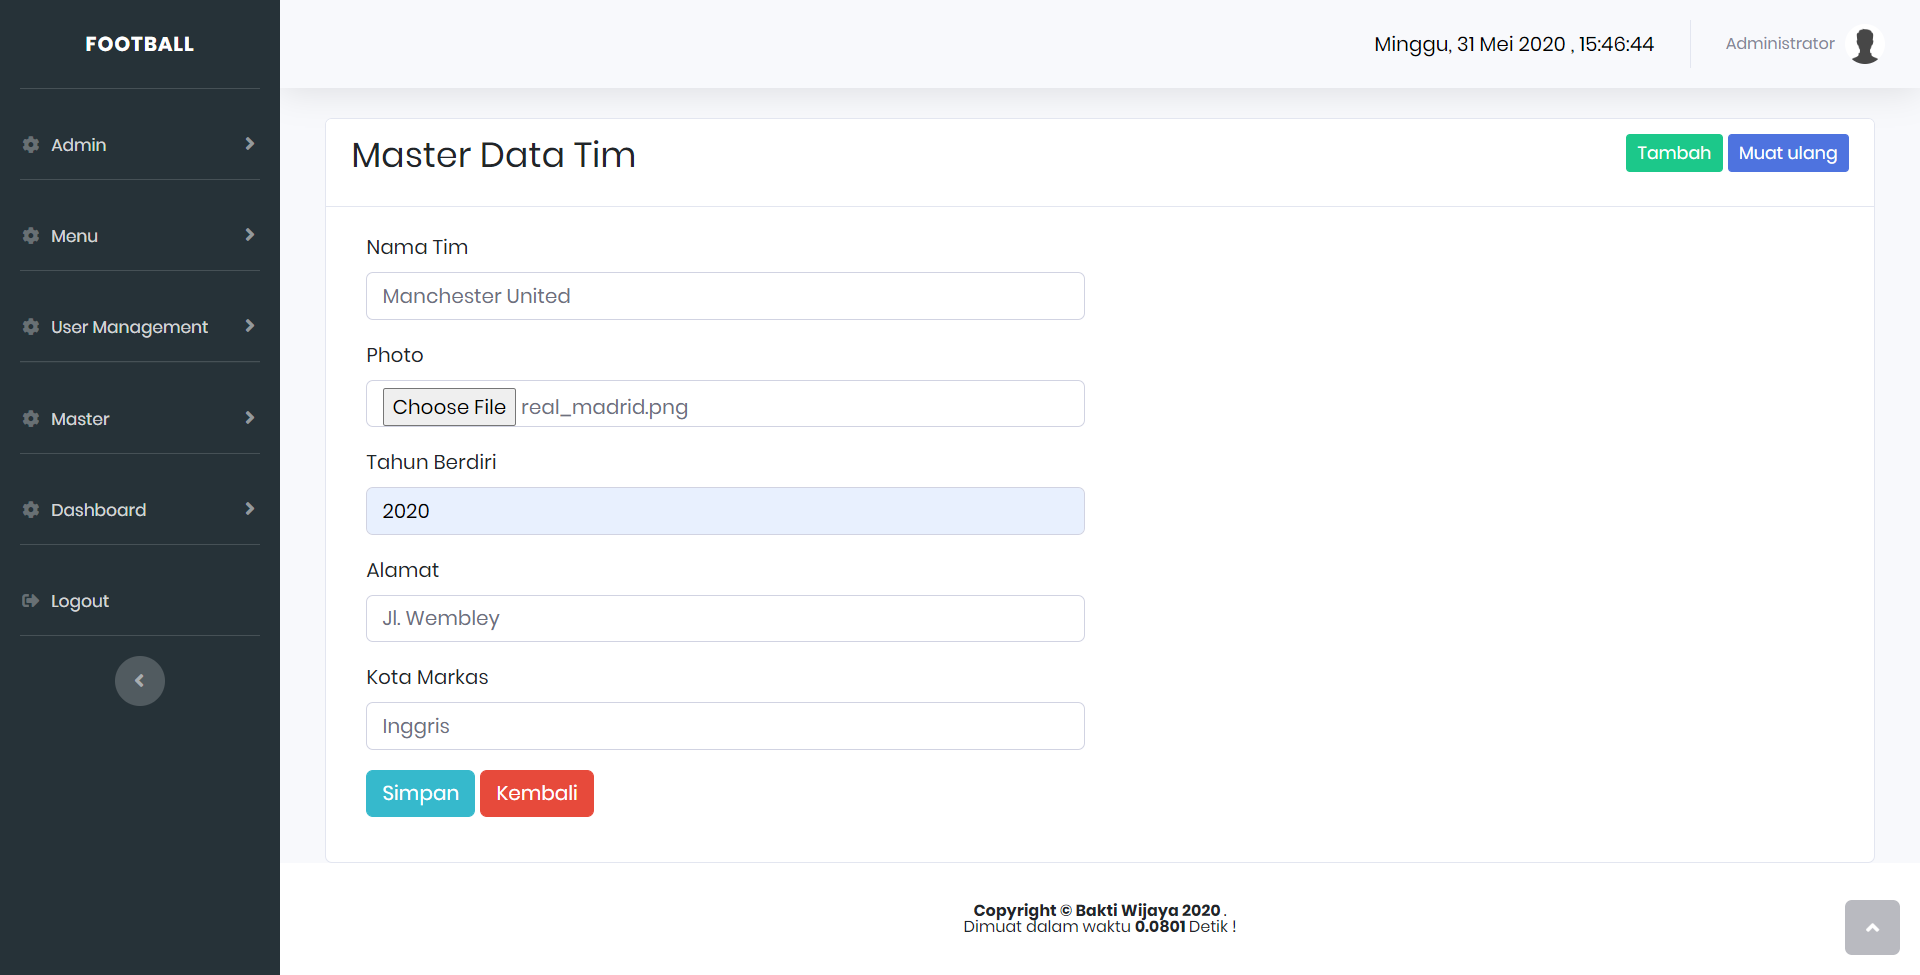 FOOTBALL
Minggu, 31 Mei 2020 , 15:46:44
Administrator
Admin
Menu
User Management
Master
Dashboard
Logout
Master Data Tim
Tambah
Muat ulang
Nama Tim
Manchester United
Photo
Choose File real_madrid.png
Tahun Berdiri
2020
Alamat
Jl. Wembley
Kota Markas
Inggris
Simpan
Kembali
Copyright © Bakti Wijaya 2020 .
Dimuat dalam waktu 0.0801 Detik !